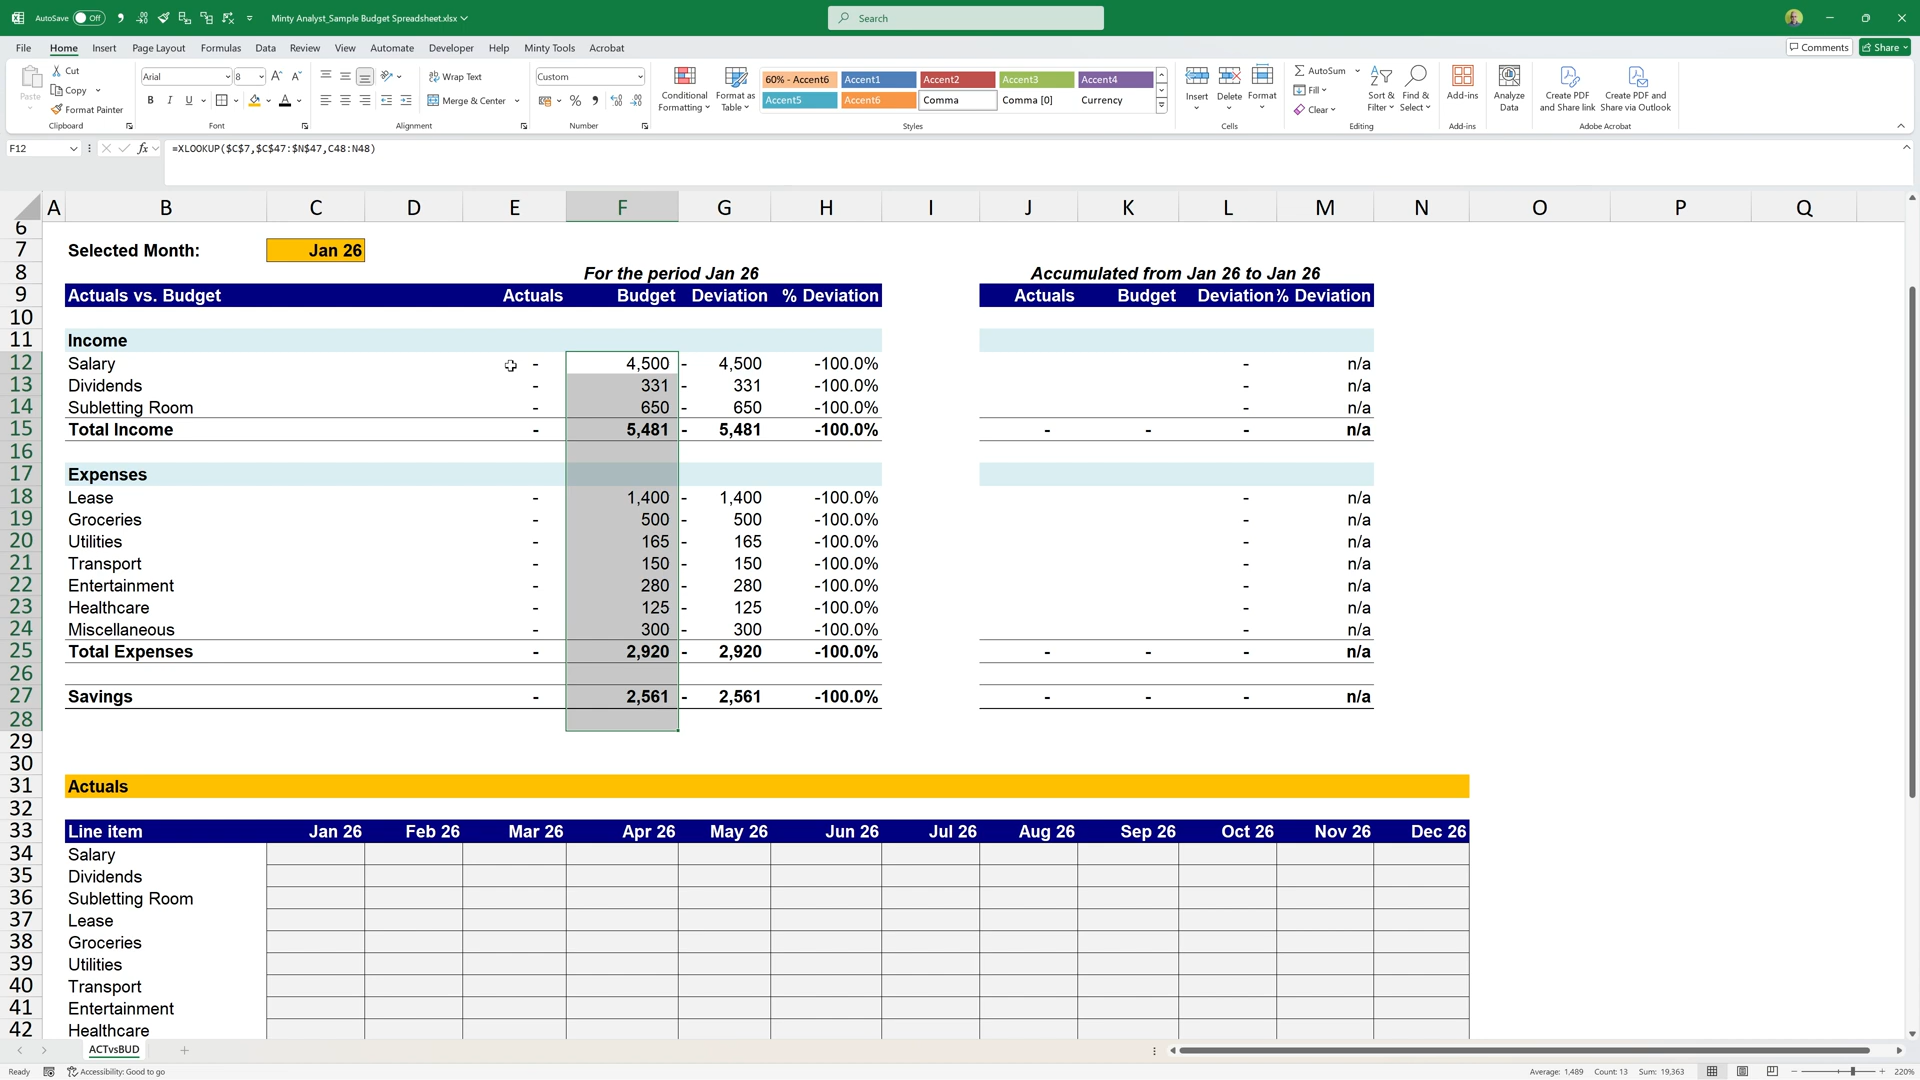 AutoSave Off Minty Analyst_Sample Budget Spreadsheet.xlsx Search
File Home Insert Page Layout Formulas Data Review View Automate Developer Help Minty Tools Acrobat Comments Share
Paste Cut Copy Format Painter Clipboard
Arial 8 B I U Font
Wrap Text Merge & Center Alignment
Custom % Number
Conditional Formatting Format as Table
60% - Accent6 Accent1 Accent2 Accent3 Accent4
Accent5 Accent6 Comma Comma [0] Currency
Styles
Insert Delete Format Cells
AutoSum Fill Clear Sort & Filter Find & Select Editing
Add-ins Add-ins
Analyze Data
Create PDF and Share link Create PDF and Share via Outlook Adobe Acrobat
F12 fx =XLOOKUP($C$7,$C$47:$N$47,C48:N48)
A B C D E F G H I J K L M N O P Q
6
7 Selected Month: Jan 26
8 For the period Jan 26 Accumulated from Jan 26 to Jan 26
9 Actuals vs. Budget Actuals Budget Deviation % Deviation Actuals Budget Deviation % Deviation
10
11 Income
12 Salary - 4,500 - 4,500 -100.0% - n/a
13 Dividends - 331 - 331 -100.0% - n/a
14 Subletting Room - 650 - 650 -100.0% - n/a
15 Total Income - 5,481 - 5,481 -100.0% - - - n/a
16
17 Expenses
18 Lease - 1,400 - 1,400 -100.0% - n/a
19 Groceries - 500 - 500 -100.0% - n/a
20 Utilities - 165 - 165 -100.0% - n/a
21 Transport - 150 - 150 -100.0% - n/a
22 Entertainment - 280 - 280 -100.0% - n/a
23 Healthcare - 125 - 125 -100.0% - n/a
24 Miscellaneous - 300 - 300 -100.0% - n/a
25 Total Expenses - 2,920 - 2,920 -100.0% - - - n/a
26
27 Savings - 2,561 - 2,561 -100.0% - - - n/a
28
29
30
31 Actuals
32
33 Line item Jan 26 Feb 26 Mar 26 Apr 26 May 26 Jun 26 Jul 26 Aug 26 Sep 26 Oct 26 Nov 26 Dec 26
34 Salary
35 Dividends
36 Subletting Room
37 Lease
38 Groceries
39 Utilities
40 Transport
41 Entertainment
42 Healthcare
ACTvsBUD
Ready Accessibility: Good to go Average: 1,489 Count: 13 Sum: 19,363 220%